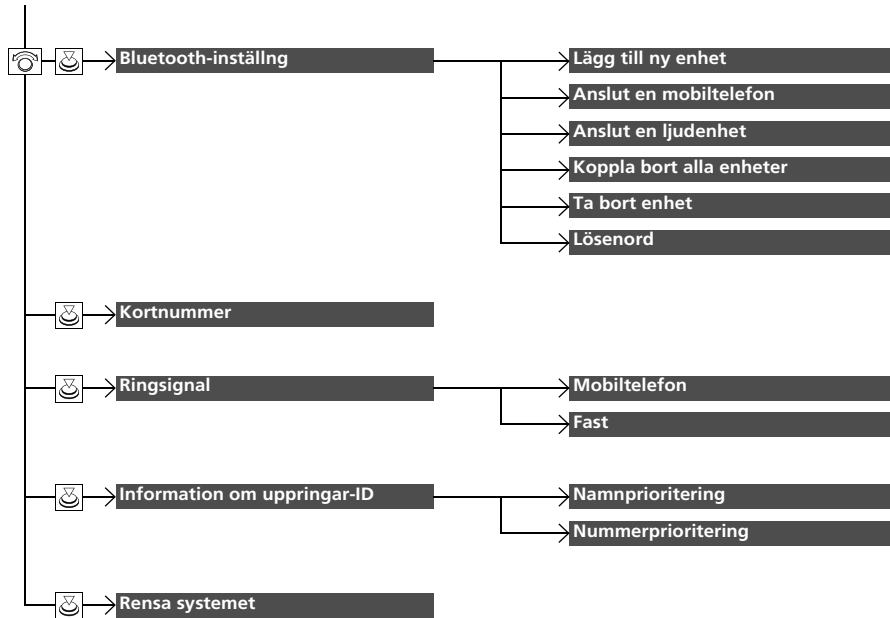 Bluetooth-inställng
Lägg till ny enhet
Anslut en mobiltelefon
Anslut en ljudenhet
Koppla bort alla enheter
Ta bort enhet
Lösenord
Kortnummer
Ringsignal
Mobiltelefon
Fast
Information om uppringar-ID
Namnprioritering
Nummerprioritering
Rensa systemet